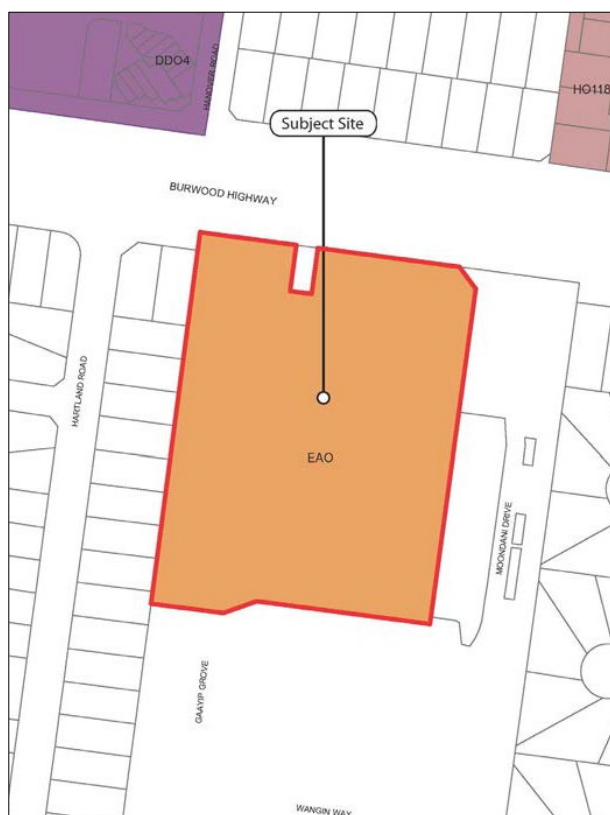 DDO4
HANOVER ROAD
HO118
Subject Site
BURWOOD HIGHWAY
HARTLAND ROAD
EAO
MOONDANI DRIVE
GAAYIP GROVE
WANGIN WAY